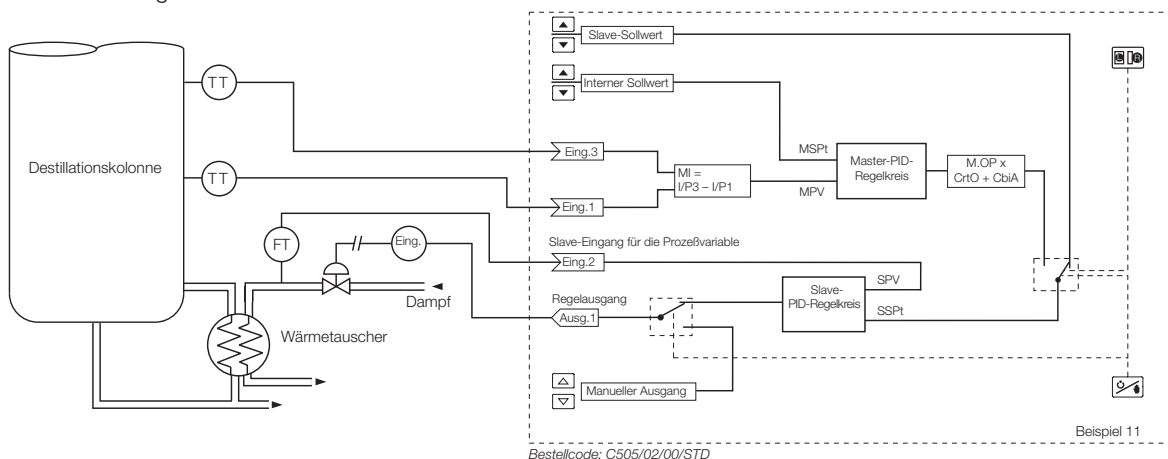 Slave-Sollwert
Interner Sollwert
TT
Destillationskolonne
TT
Eing.3
Eing.1
MI =
I/P3 – I/P1
MSPt
MPV
Master-PID-
Regelkreis
M.OP x
CrtO + CbiA
FT
Eing.
Dampf
Wärmetauscher
Slave-Eingang für die Prozeßvariable
Eing.2
Regelausgang
Ausg.1
Slave-
PID-Regelkreis
SPV
SSPt
Manueller Ausgang
Beispiel 11
Bestellcode: C505/02/00/STD